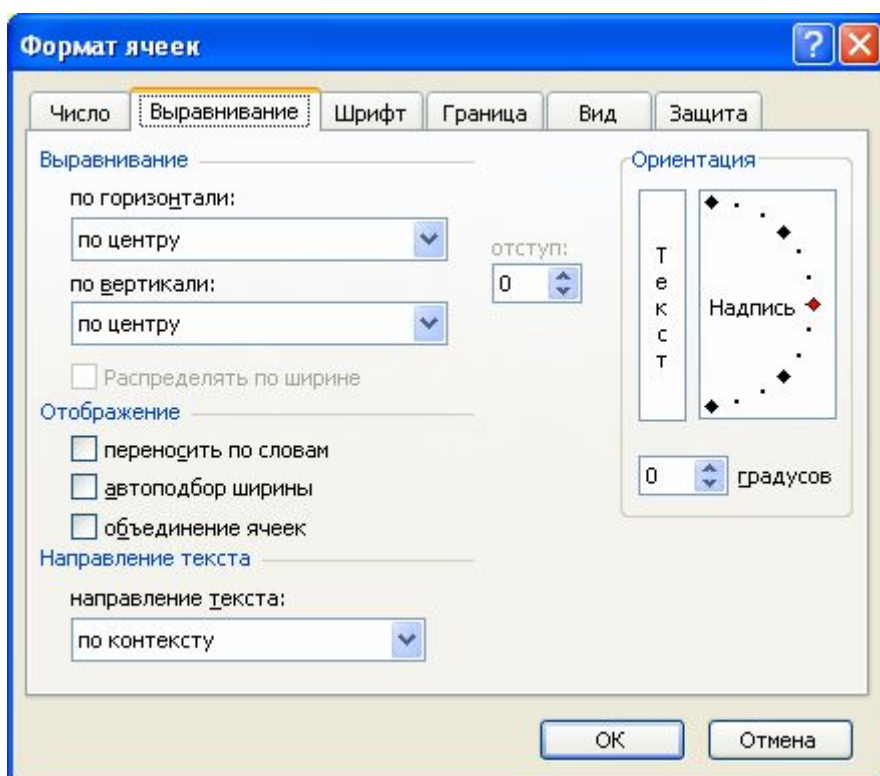 Формат ячеек
Число Выравнивание Шрифт Граница Вид Защита
Выравнивание
по горизонтали:
по центру
отступ:
0
по вертикали:
по центру
Распределять по ширине
Отображение
переносить по словам
автоподбор ширины
объединение ячеек
Направление текста
направление текста:
по контексту
Ориентация
Текст
Надпись
0 градусов
ОК Отмена